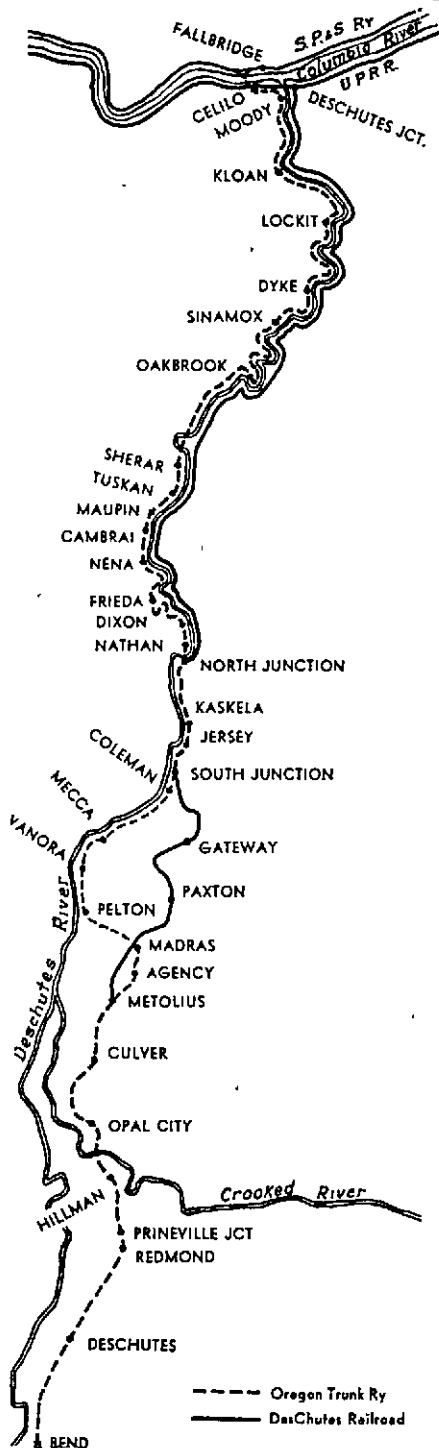 FALLBRIDGE
S.P.&S RY
Columbia River
U P R R.
CELILO
MOODY
DESCHUTES JCT.
KLOAN
LOCKIT
DYKE
SINAMOX
OAKBROOK
SHERAR
TUSKAN
MAUPIN
CAMBRAI
NENA
FRIEDA
DIXON
NATHAN
NORTH JUNCTION
KASKELA
JERSEY
COLEMAN
SOUTH JUNCTION
MECCA
VANORA
GATEWAY
PAXTON
PELTON
MADRAS
AGENCY
METOLIUS
Deschutes River
CULVER
OPAL CITY
Crooked River
HILLMAN
PRINEVILLE JCT
REDMOND
DESCHUTES
Oregon Trunk Ry
DesChutes Railroad
BEND